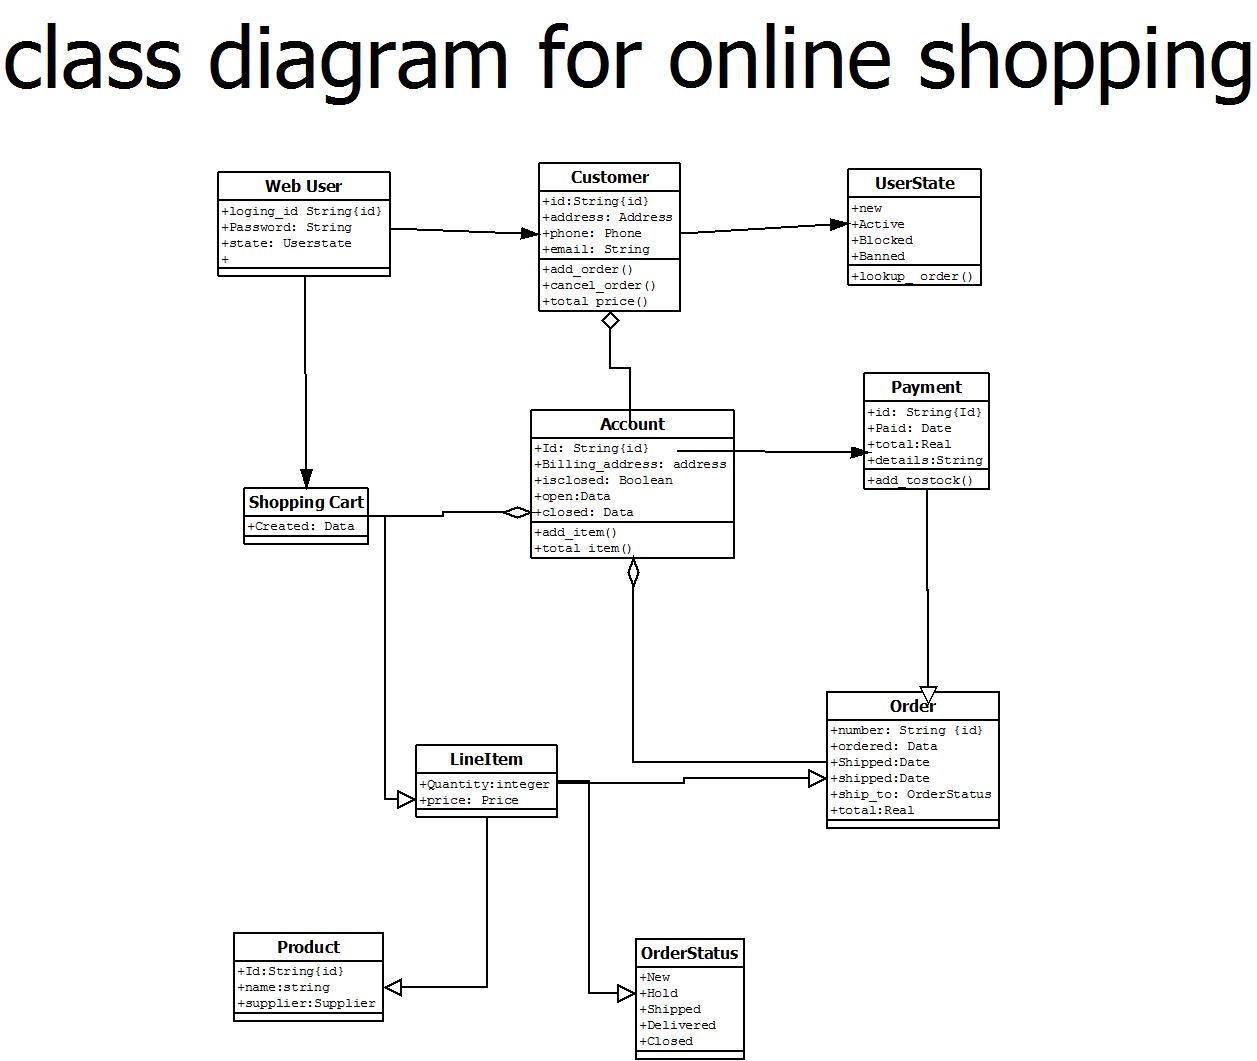 class diagram for online shopping
Web User
+loging_id String{id}
+Password: String
+state: Userstate
+
Customer
+id:String{id}
+address: Address
+phone: Phone
+email: String
+add_order()
+cancel_order()
+total price()
UserState
+new
+Active
+Blocked
+Banned
+lookup_ order()
Account
+Id: String{id}
+Billing_address: address
+isclosed: Boolean
+open:Data
+closed: Data
+add_item()
+total item()
Payment
+id: String{Id}
+Paid: Date
+total:Real
+details:String
+add_tostock()
Shopping Cart
+Created: Data
Order
+number: String {id}
+ordered: Data
+Shipped:Date
+shipped:Date
+ship_to: OrderStatus
+total:Real
LineItem
+Quantity:integer
+price: Price
Product
+Id:String{id}
+name:string
+supplier:Supplier
OrderStatus
+New
+Hold
+Shipped
+Delivered
+Closed